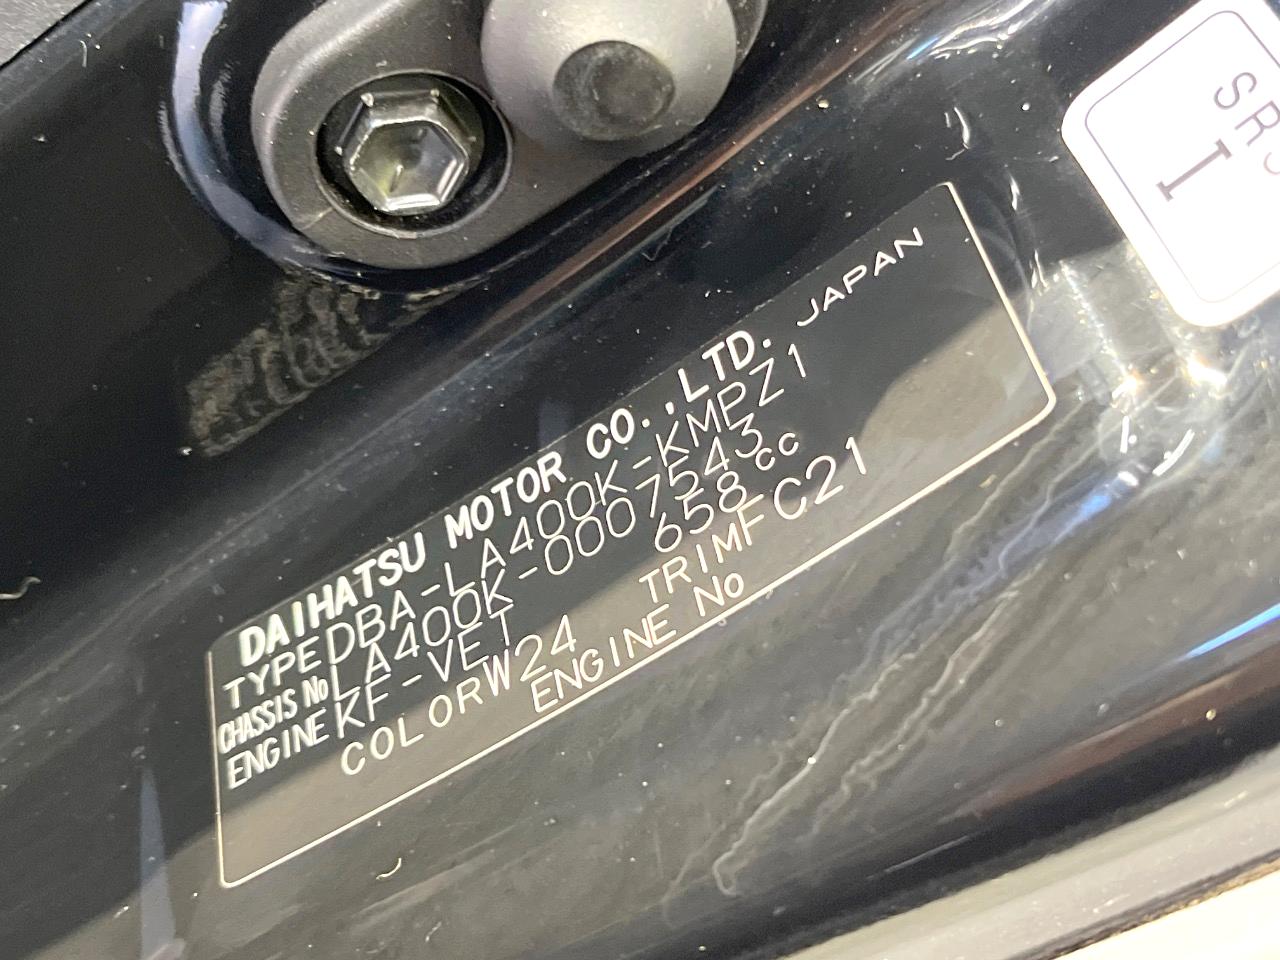 DAIHATSU MOTOR CO.,LTD. JAPAN
TYPE DBA-LA400K-KMPZ1
CHASSIS No LA400K-0007543
ENGINE KF-VET 658cc
COLOR W24 TRIM FC21
ENGINE No
SRS
I